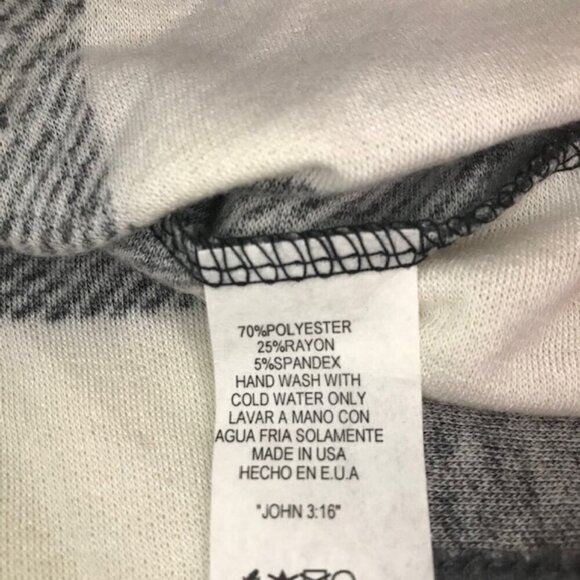 70%POLYESTER
25%RAYON
5%SPANDEX
HAND WASH WITH
COLD WATER ONLY
LAVAR A MANO CON
AGUA FRIA SOLAMENTE
MADE IN USA
HECHO EN E.U.A
"JOHN 3:16"